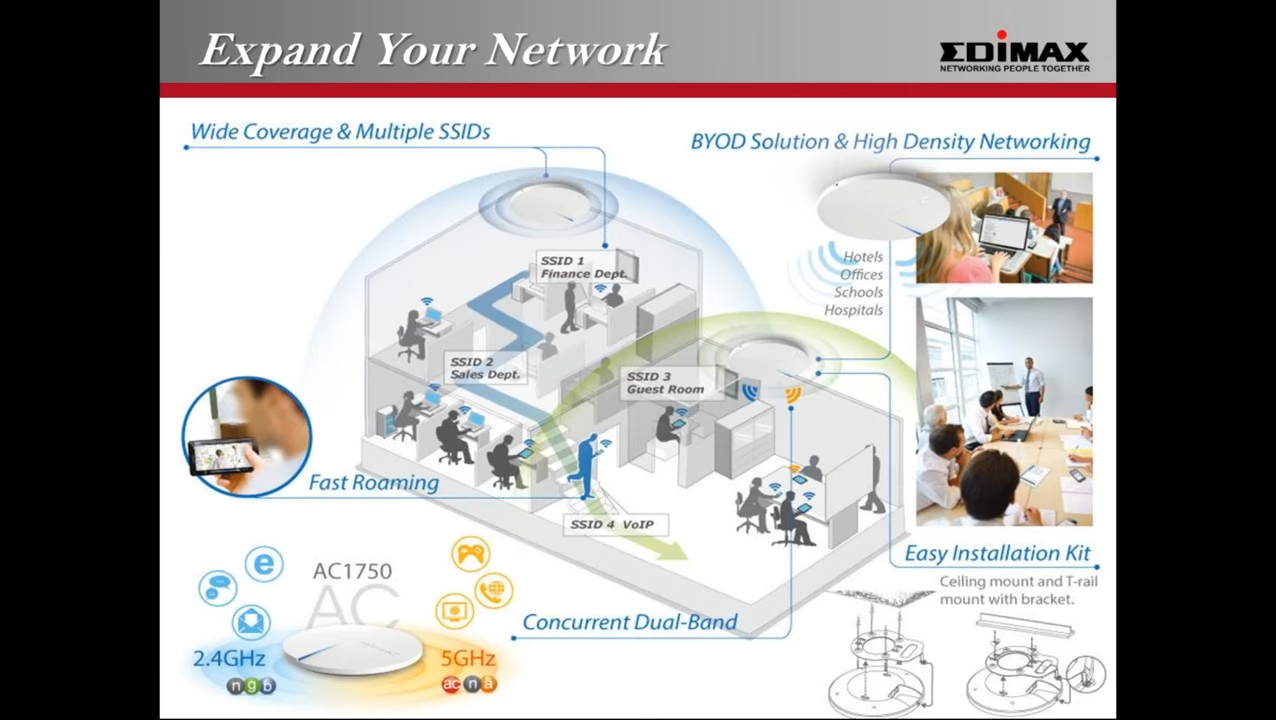 Expand Your Network
EDIMAX
NETWORKING PEOPLE TOGETHER
Wide Coverage & Multiple SSIDs
BYOD Solution & High Density Networking
Hotels
Offices
Schools
Hospitals
SSID 1
Finance Dept.
SSID 2
Sales Dept.
SSID 3
Guest Room
Fast Roaming
SSID 4 VoIP
Easy Installation Kit
Ceiling mount and T-rail
mount with bracket.
AC1750
AC
Concurrent Dual-Band
2.4GHz
5GHz
n g b
ac n a